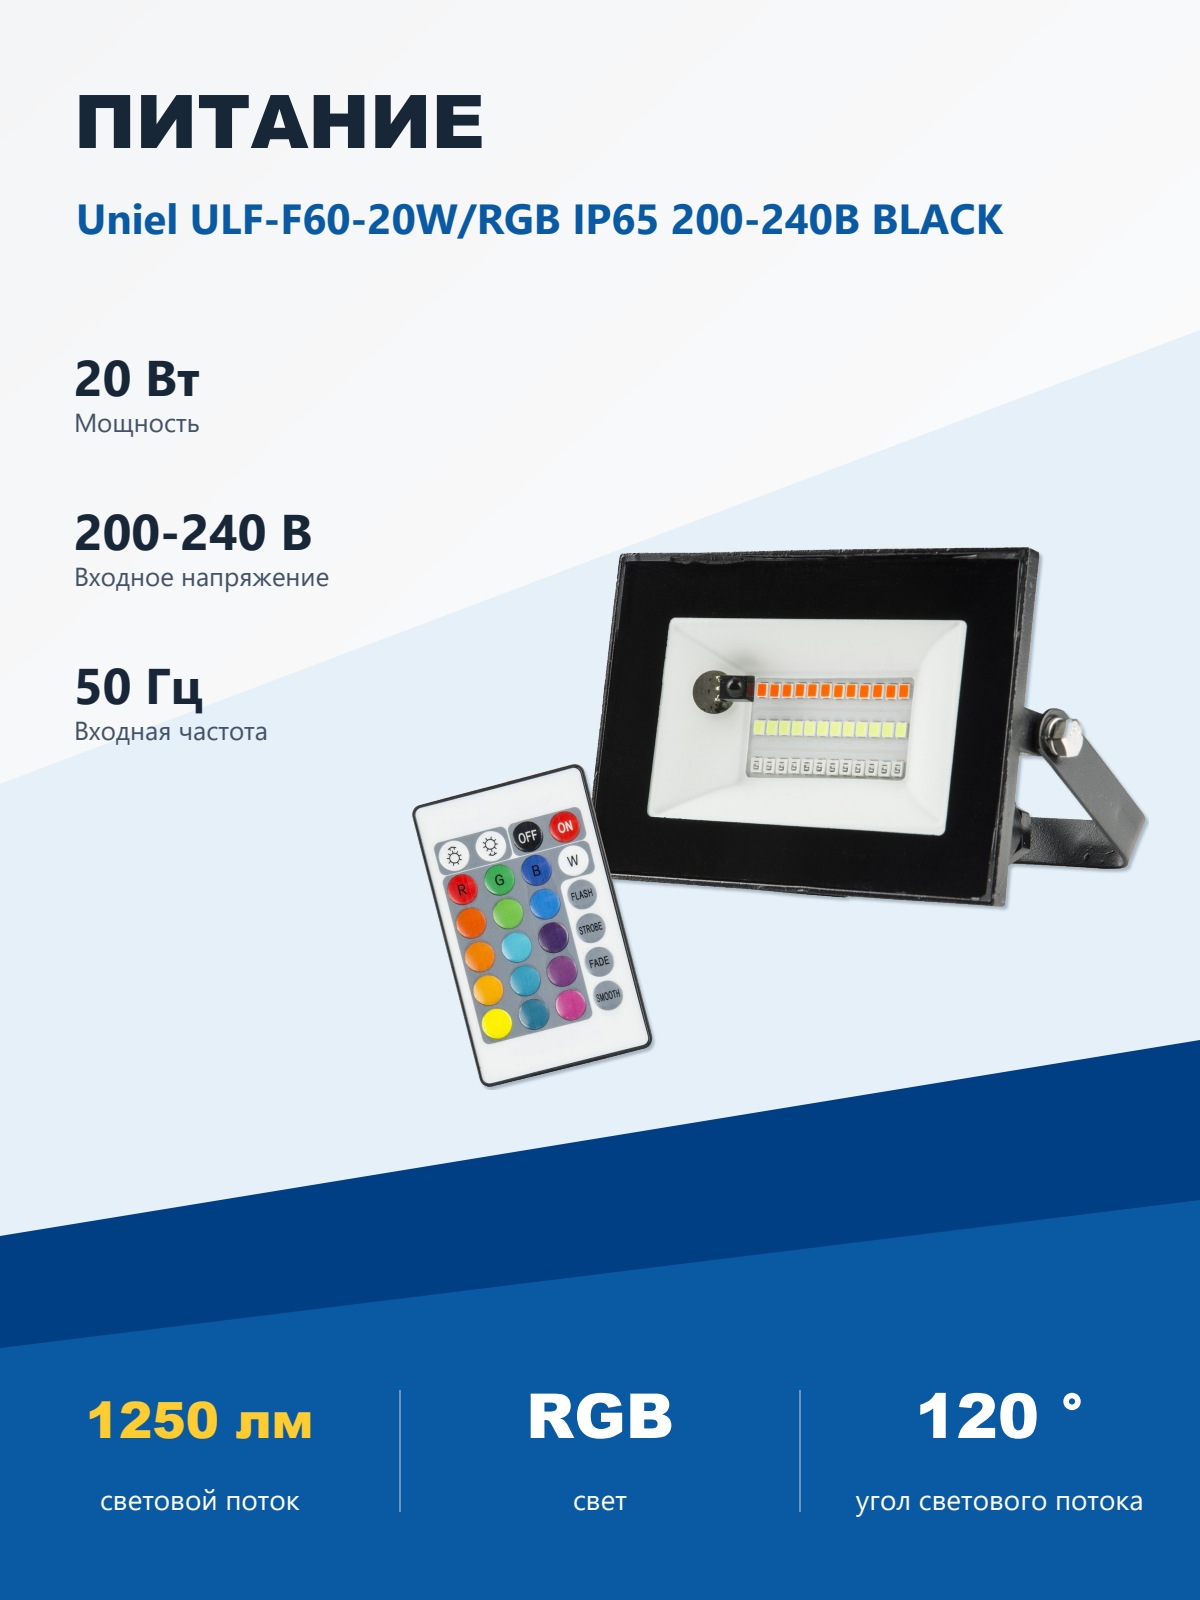 ПИТАНИЕ
Uniel ULF-F60-20W/RGB IP65 200-240В BLACK
20 Вт
Мощность
200-240 В
Входное напряжение
50 Гц
Входная частота
OFF ON
R G B W
FLASH
STROBE
FADE
SMOOTH
1250 лм
световой поток
RGB
свет
120 °
угол светового потока